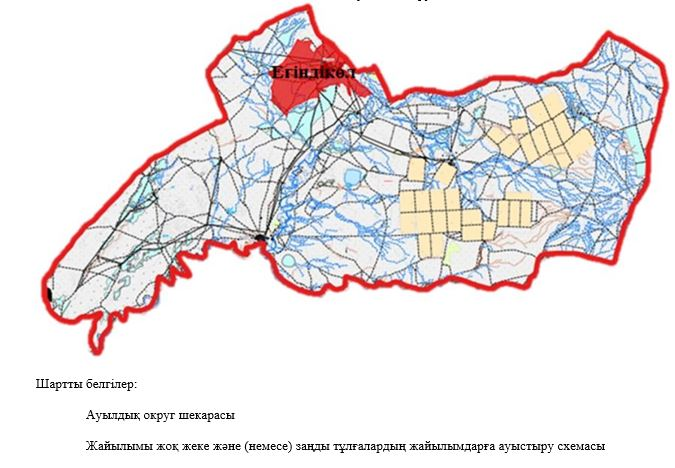 Егіндікөл
Шартты белгілер:
Ауылдық округ шекарасы
Жайылымы жоқ жеке және (немесе) заңды тұлғалардың жайылымдарға ауыстыру схемасы